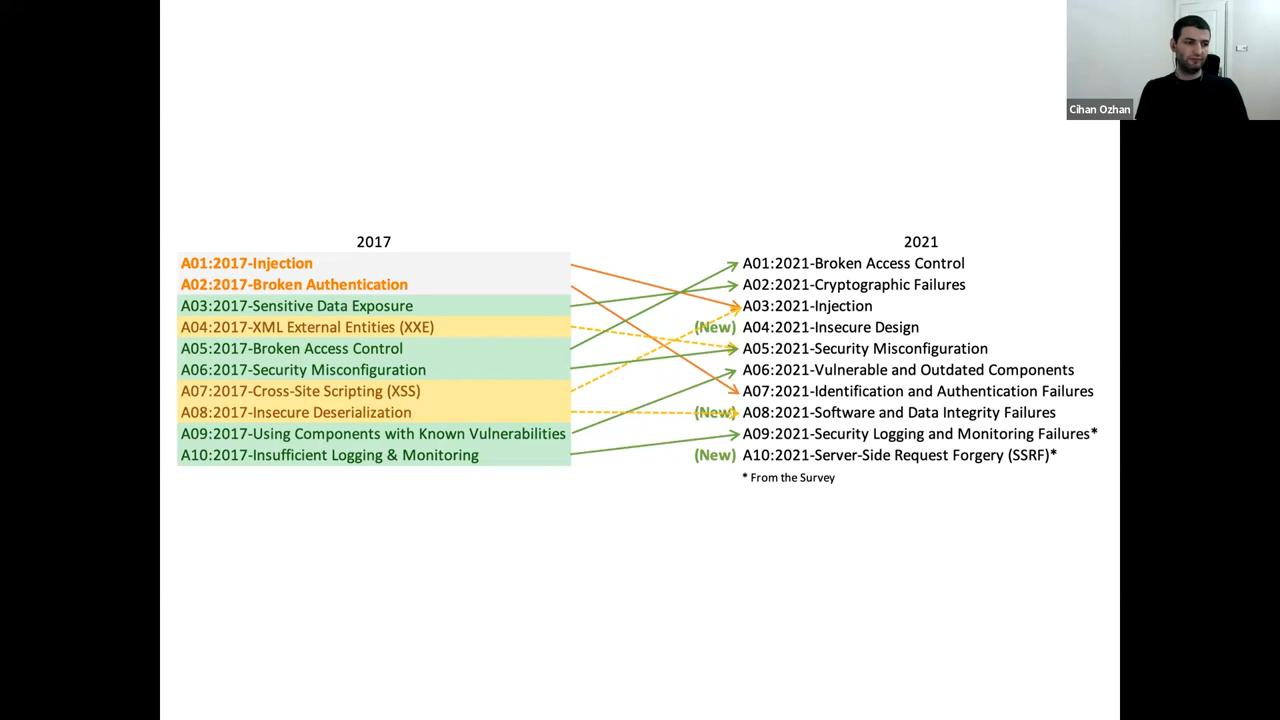 Cihan Ozhan
2017
A01:2017-Injection
A02:2017-Broken Authentication
A03:2017-Sensitive Data Exposure
A04:2017-XML External Entities (XXE)
A05:2017-Broken Access Control
A06:2017-Security Misconfiguration
A07:2017-Cross-Site Scripting (XSS)
A08:2017-Insecure Deserialization
A09:2017-Using Components with Known Vulnerabilities
A10:2017-Insufficient Logging & Monitoring
2021
A01:2021-Broken Access Control
A02:2021-Cryptographic Failures
A03:2021-Injection
(New) A04:2021-Insecure Design
A05:2021-Security Misconfiguration
A06:2021-Vulnerable and Outdated Components
A07:2021-Identification and Authentication Failures
(New) A08:2021-Software and Data Integrity Failures
A09:2021-Security Logging and Monitoring Failures*
(New) A10:2021-Server-Side Request Forgery (SSRF)*
* From the Survey